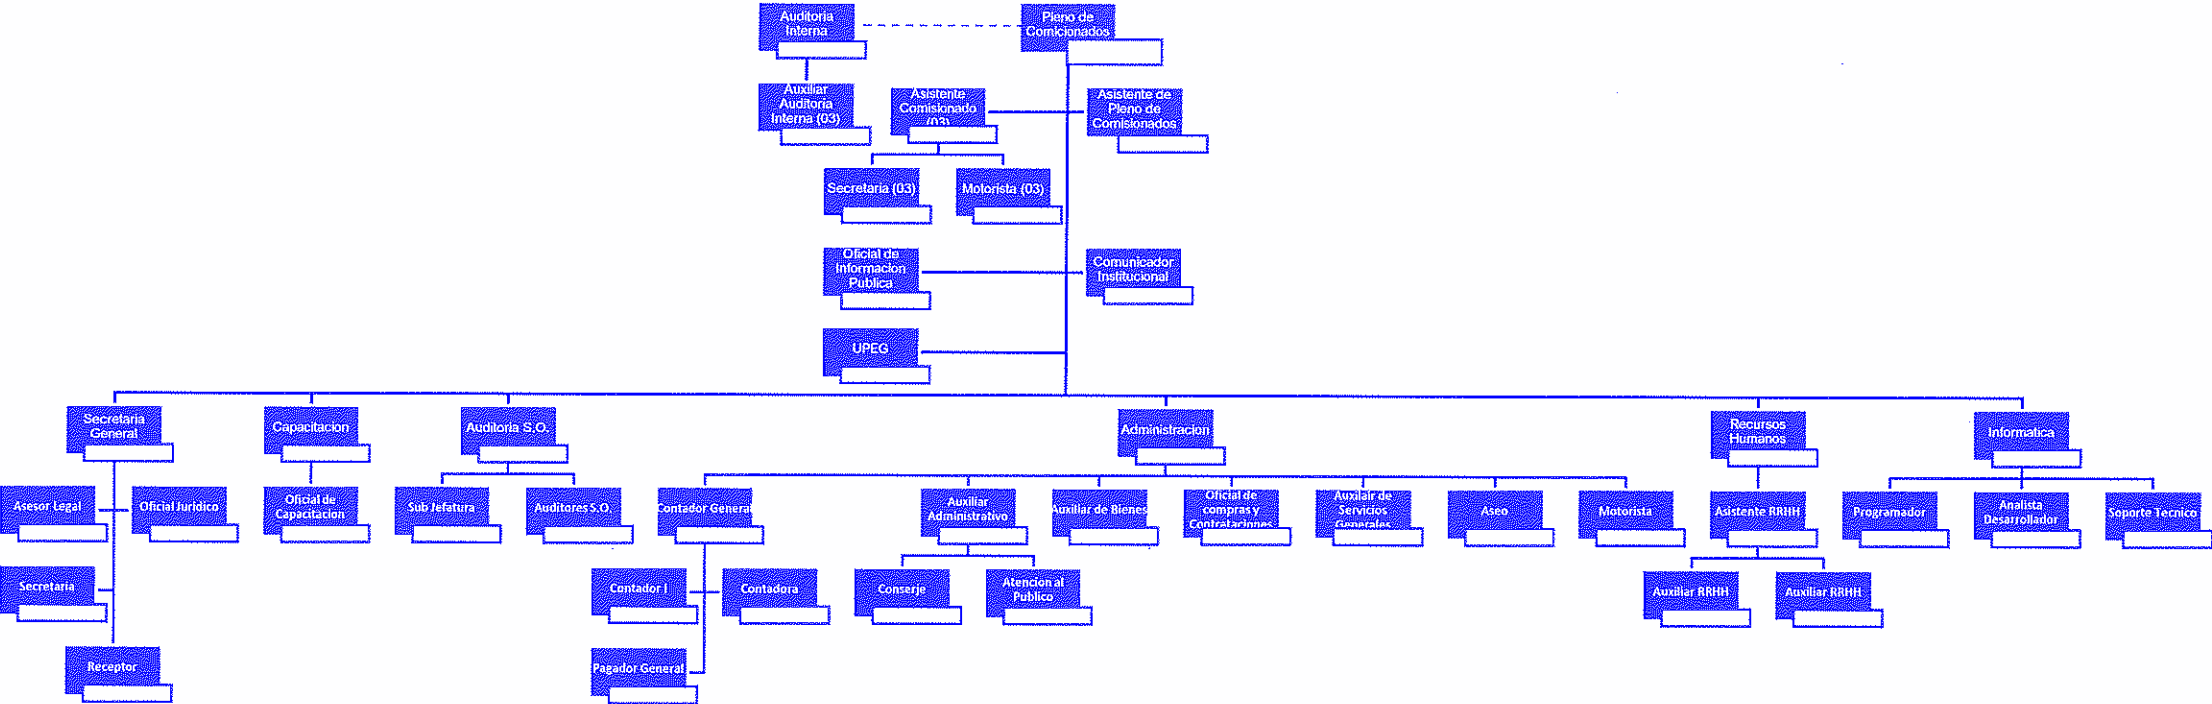 Auditoria
Interna
Pleno de
Comicionados
Auxiliar
Auditoria
Interna (03)
Asistente
Comisionado
(03)
Asistente de
Pleno de
Comisionados
Secretaria (03)
Motorista (03)
Oficial de
Informacion
Publica
Comunicador
Institucional
UPEG
Secretaria
General
Capacitacion
Auditoria S.O.
Administracion
Recursos
Humanos
Informatica
Asesor Legal
Oficial Juridico
Oficial de
Capacitacion
Sub Jefatura
Auditores S.O.
Contador General
Auxiliar
Administrativo
Auxiliar de Bienes
Oficial de
compras y
Contrataciones
Auxilair de
Servicios
Generales
Aseo
Motorista
Asistente RRHH
Programador
Analista
Desarrollador
Soporte Tecnico
Secretaria
Contador I
Contadora
Conserje
Atencion al
Publico
Auxiliar RRHH
Auxiliar RRHH
Receptor
Pagador General